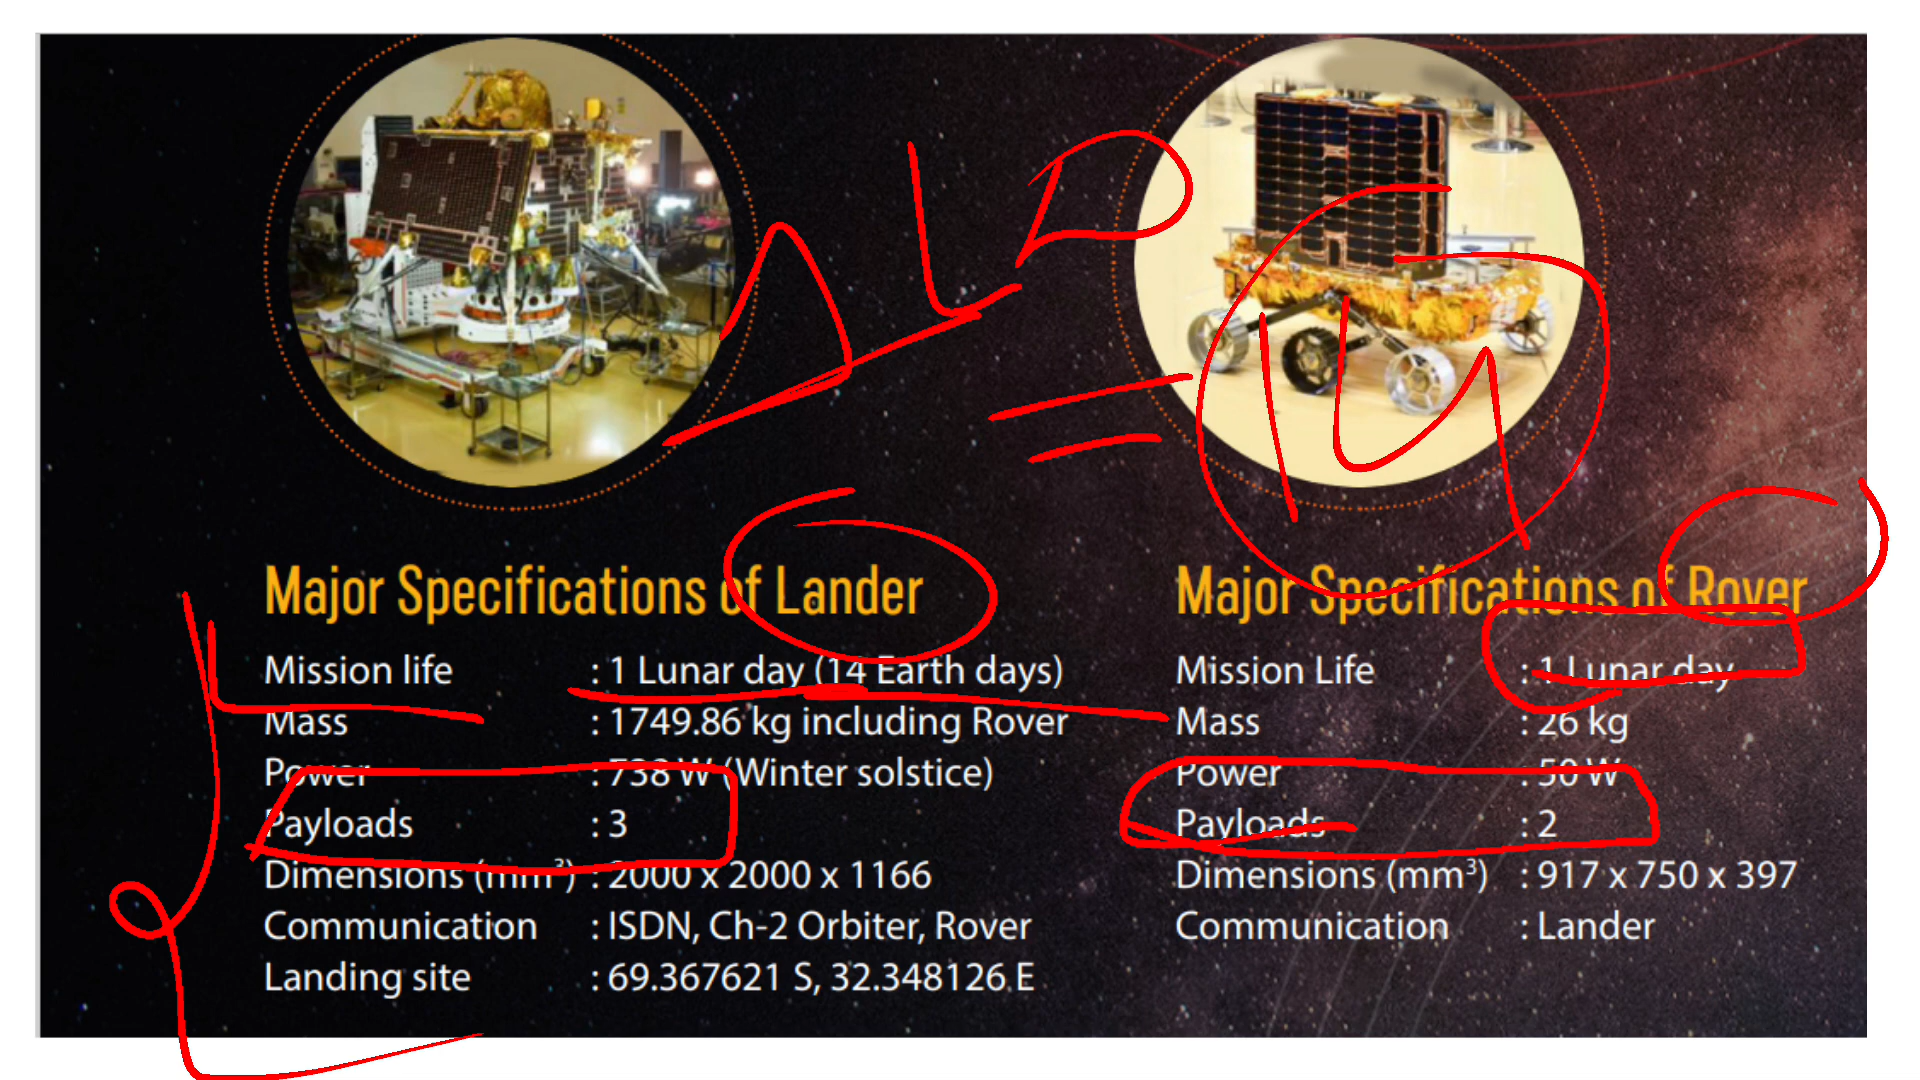 1 LD
= 14
Major Specifications of Lander
Mission life : 1 Lunar day (14 Earth days)
Mass : 1749.86 kg including Rover
Power : 738 W (Winter solstice)
Payloads : 3
Dimensions (mm³) : 2000 x 2000 x 1166
Communication : ISDN, Ch-2 Orbiter, Rover
Landing site : 69.367621 S, 32.348126 E
Major Specifications of Rover
Mission Life : 1 Lunar day
Mass : 26 kg
Power : 50 W
Payloads : 2
Dimensions (mm³) : 917 x 750 x 397
Communication : Lander